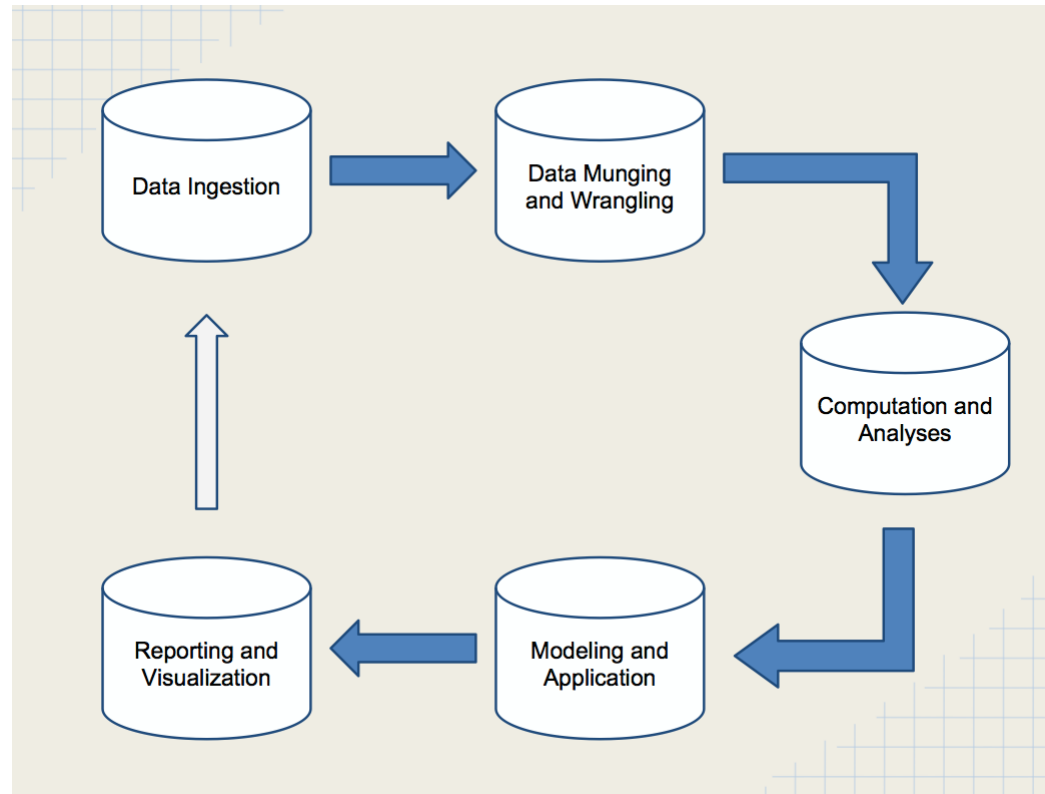 Data Ingestion
Data Munging
and Wrangling
Computation and
Analyses
Modeling and
Application
Reporting and
Visualization